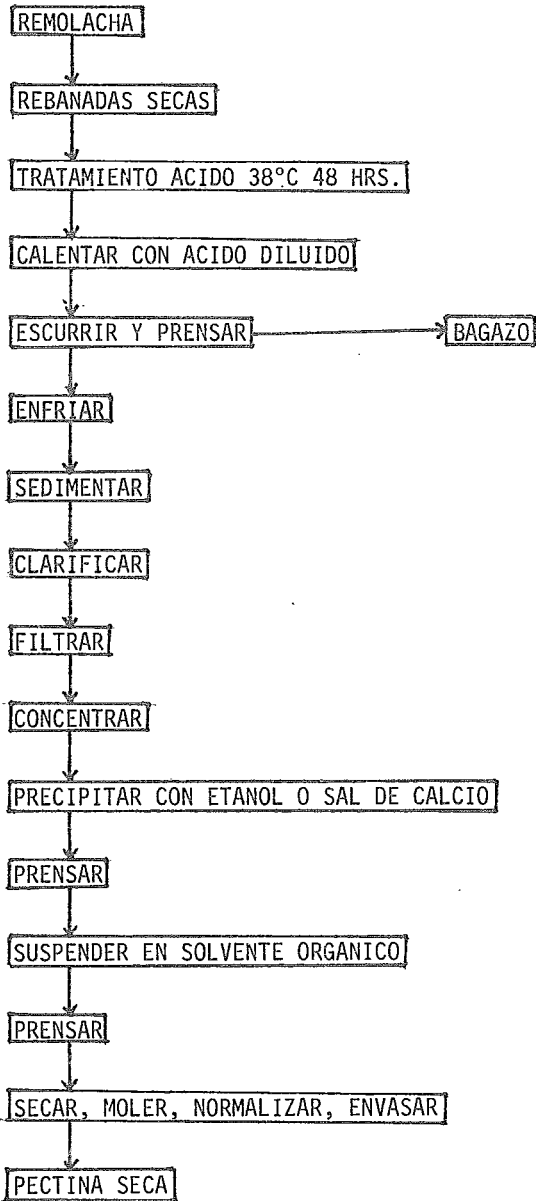 REMOLACHA
REBANADAS SECAS
TRATAMIENTO ACIDO 38°C 48 HRS.
CALENTAR CON ACIDO DILUIDO
ESCURRIR Y PRENSAR
BAGAZO
ENFRIAR
SEDIMENTAR
CLARIFICAR
FILTRAR
CONCENTRAR
PRECIPITAR CON ETANOL O SAL DE CALCIO
PRENSAR
SUSPENDER EN SOLVENTE ORGANICO
PRENSAR
SECAR, MOLER, NORMALIZAR, ENVASAR
PECTINA SECA